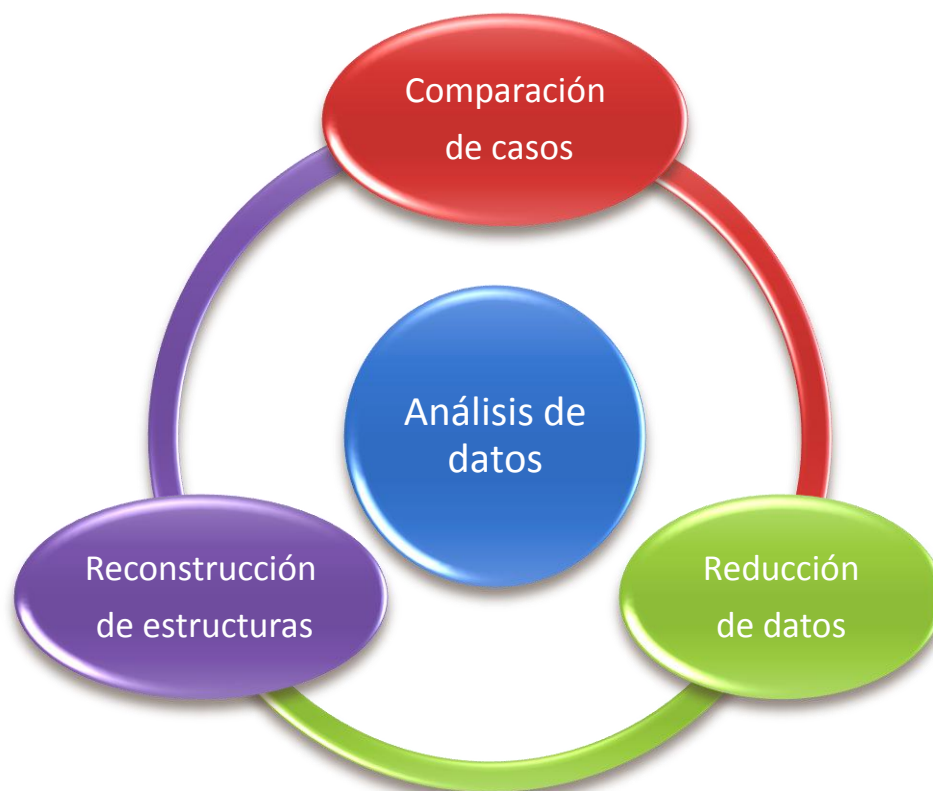 Comparación
de casos
Análisis de
datos
Reconstrucción
de estructuras
Reducción
de datos